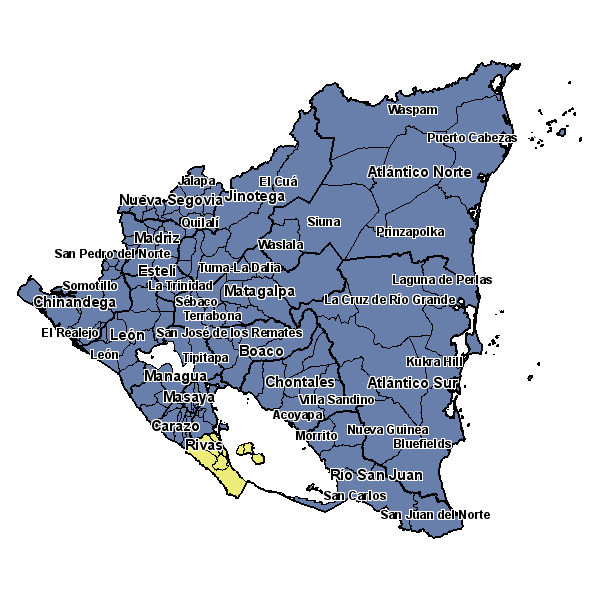 Waspam
Puerto Cabezas
Atlántico Norte
Jalapa
El Cuá
Nueva Segovia
Jinotega
Quilalí
Siuna
Prinzapolka
Madriz
Waslala
San Pedro del Norte
Estelí
Tuma-La Dalia
Laguna de Perlas
Somotillo
La Trinidad
Matagalpa
Chinandega
Sébaco
La Cruz de Río Grande
Terrabona
El Realejo
León
San José de los Remates
León
Tipitapa
Boaco
Kukra Hill
Managua
Chontales
Atlántico Sur
Masaya
Villa Sandino
Acoyapa
Carazo
Morrito
Nueva Guinea
Rivas
Bluefields
Río San Juan
San Carlos
San Juan del Norte